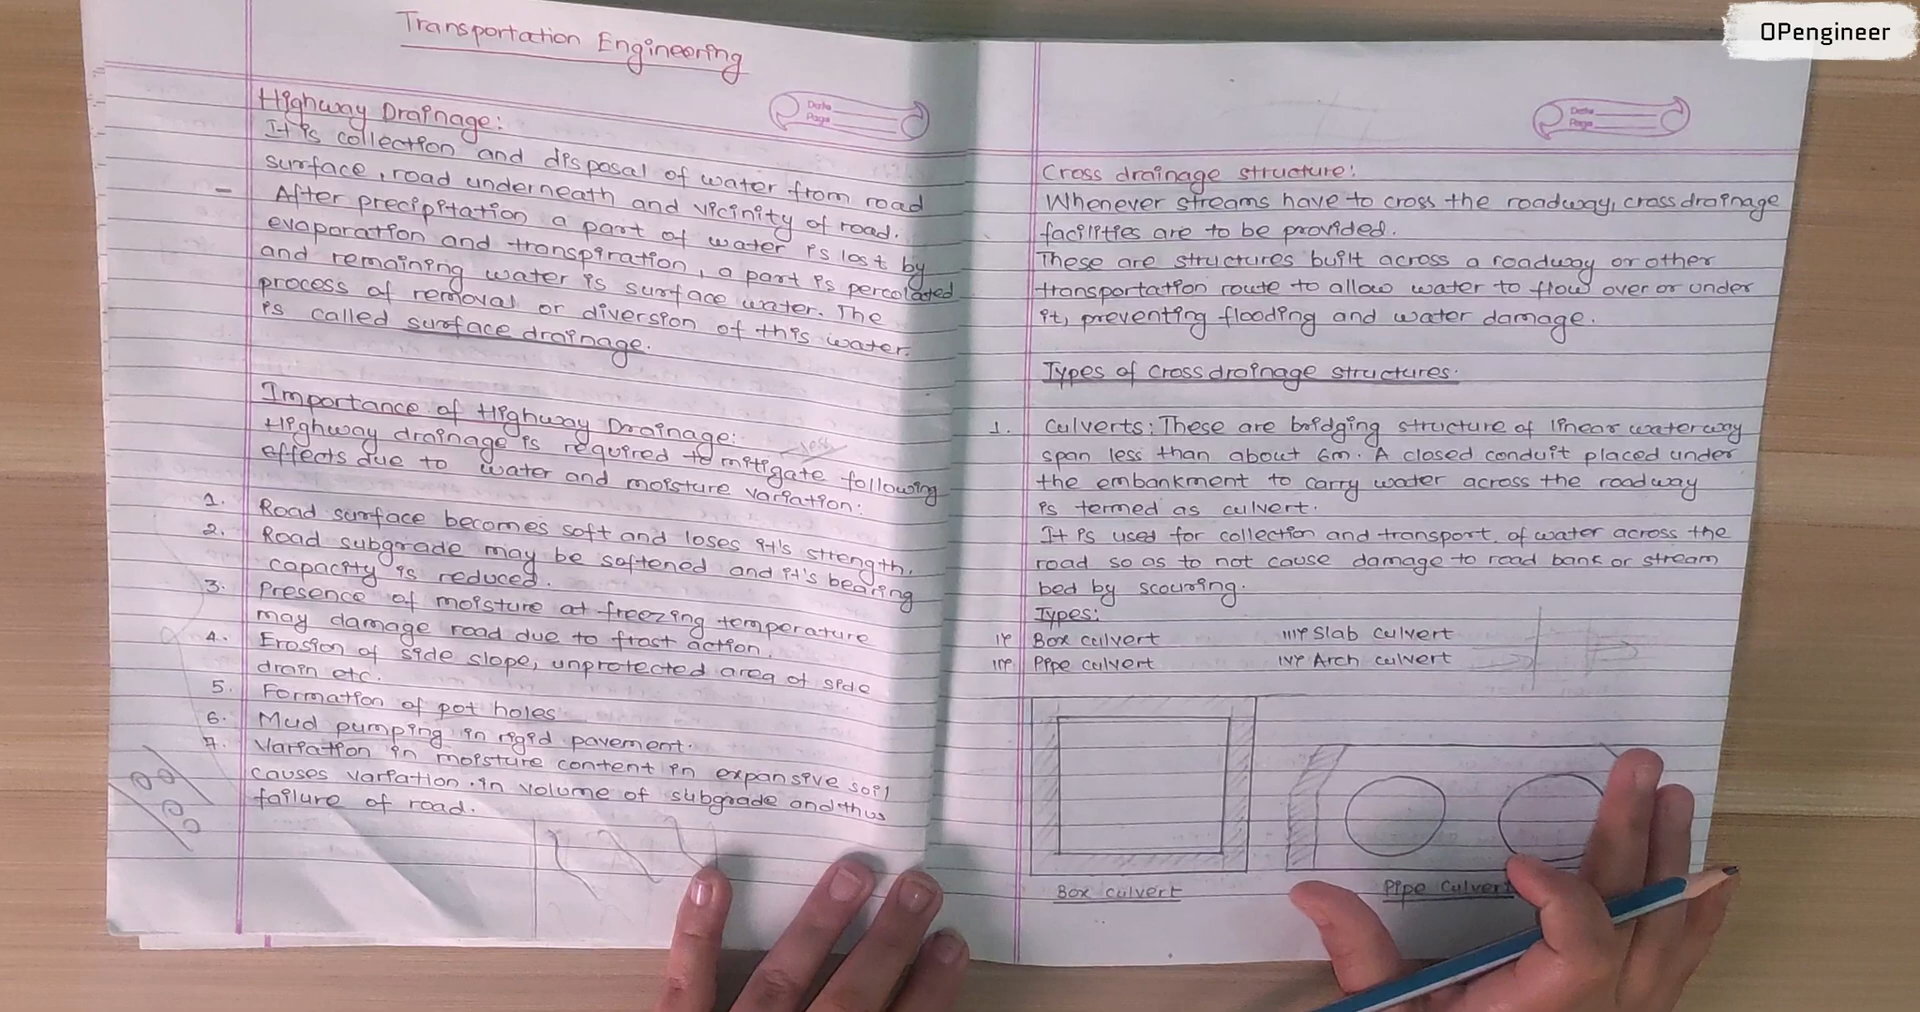 OPengineer
Transportation Engineering
Date
Page
Highway Drainage:
It is collection and disposal of water from road
surface, road underneath and vicinity of road.
- After precipitation a part of water is lost by
evaporation and transpiration, a part is percolated
and remaining water is surface water. The
process of removal or diversion of this water.
is called surface drainage.
Importance of Highway Drainage:
Highway drainage is required to mitigate following
effects due to water and moisture variation:
1. Road surface becomes soft and loses it's strength.
2. Road subgrade may be softened and it's bearing
capacity is reduced.
3. Presence of moisture at freezing temperature
may damage road due to frost action.
4. Erosion of side slope, unprotected area of side
drain etc.
5. Formation of pot holes
6. Mud pumping in rigid pavement.
7. Variation in moisture content in expansive soil
causes variation in volume of subgrade and thus
failure of road.
Date
Page
Cross drainage structure:
Whenever streams have to cross the roadway, cross drainage
facilities are to be provided.
These are structures built across a roadway or other
transportation route to allow water to flow over or under
it, preventing flooding and water damage.
Types of cross drainage structures.
1. Culverts: These are bridging structure of linear waterway
span less than about 6m. A closed conduit placed under
the embankment to carry water across the roadway
is termed as culvert.
It is used for collection and transport of water across the
road so as to not cause damage to road bank or stream
bed by scouring.
Types:
i) Box culvert iii) Slab culvert
ii) Pipe culvert iv) Arch culvert
Box culvert Pipe Culvert